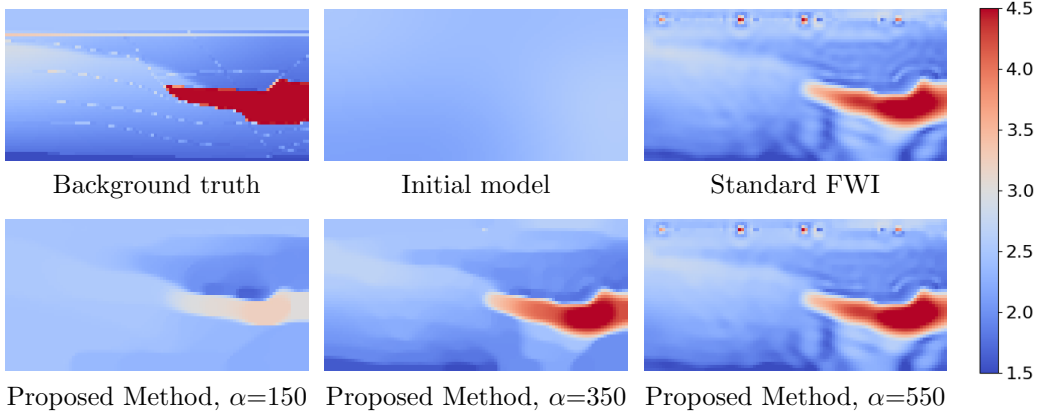 Background truth
Initial model
Standard FWI
Proposed Method, α=150
Proposed Method, α=350
Proposed Method, α=550
4.5
4.0
3.5
3.0
2.5
2.0
1.5